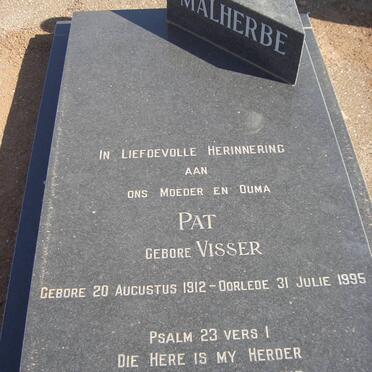 MALHERBE
IN LIEFDEVOLLE HERINNERING
AAN
ONS MOEDER EN OUMA
PAT
GEBORE VISSER
GEBORE 20 AUGUSTUS 1912 - OORLEDE 31 JULIE 1995
PSALM 23 VERS 1
DIE HERE IS MY HERDER